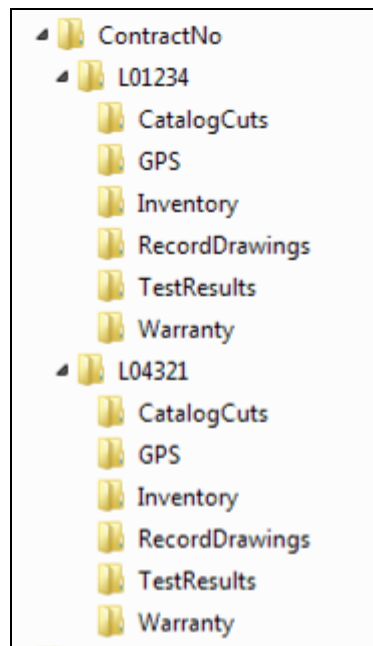 ContractNo
L01234
CatalogCuts
GPS
Inventory
RecordDrawings
TestResults
Warranty
L04321
CatalogCuts
GPS
Inventory
RecordDrawings
TestResults
Warranty